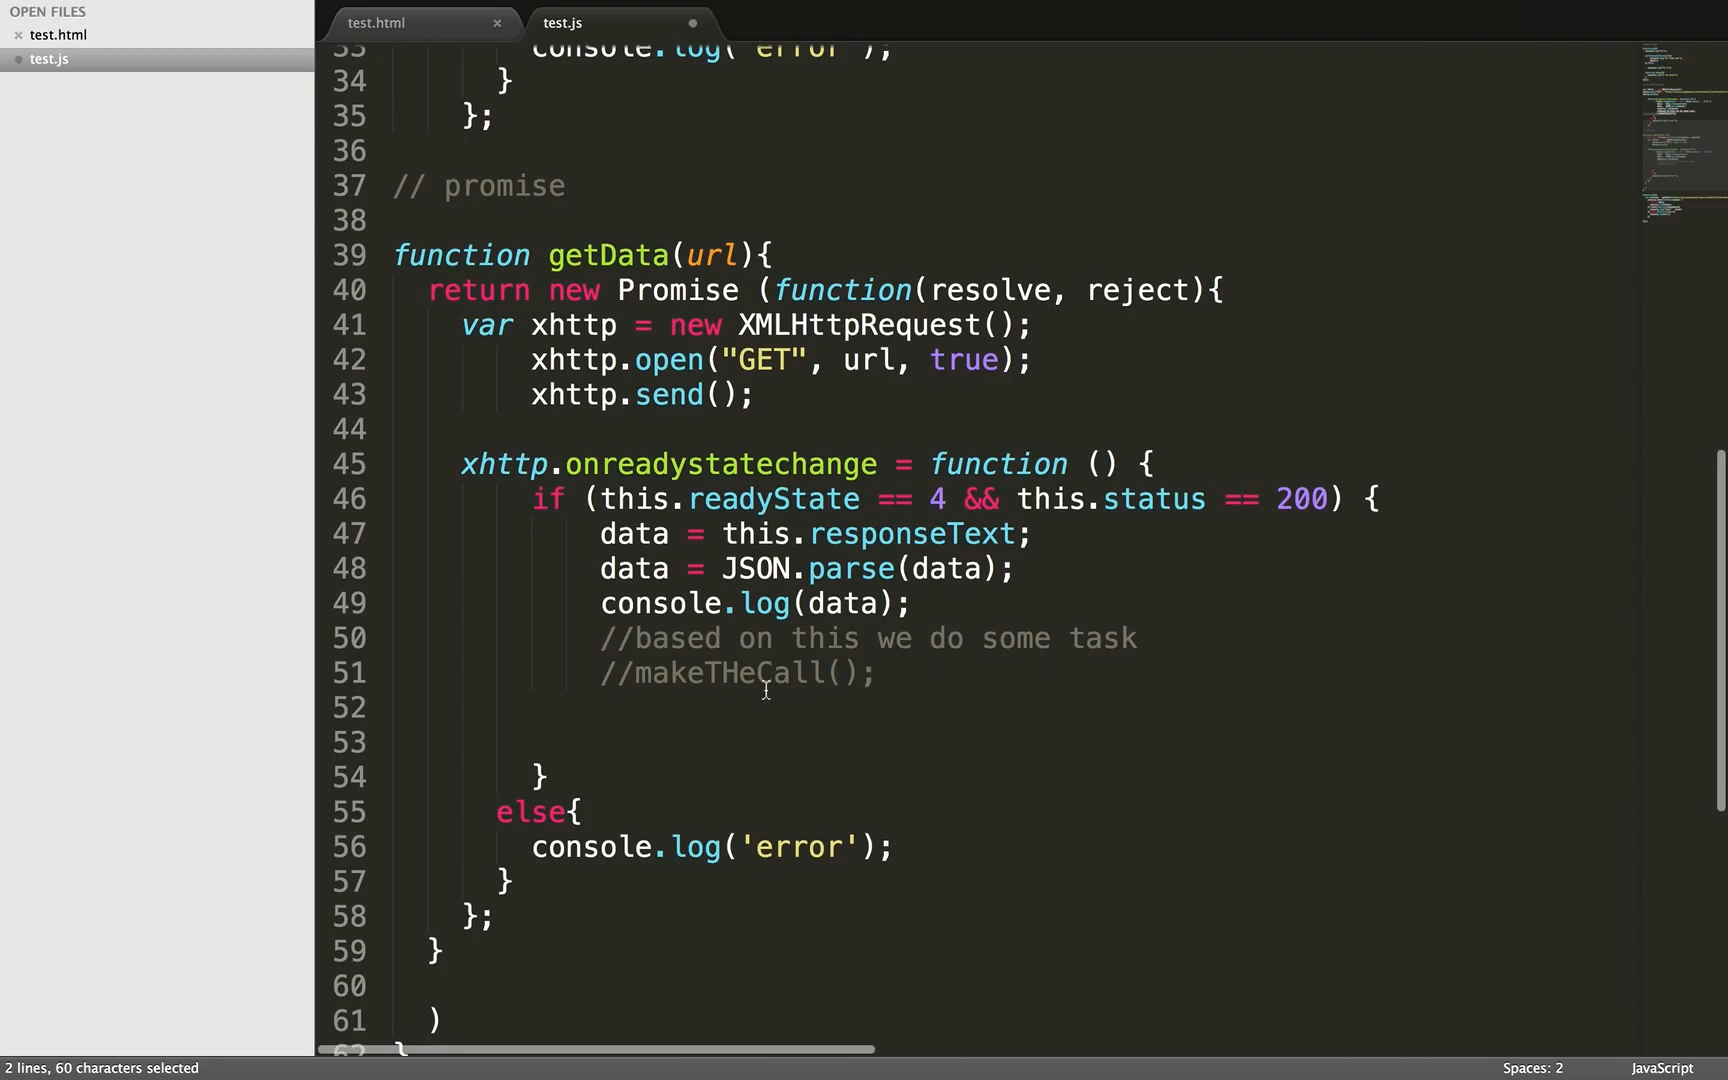 OPEN FILES
× test.html
test.js
test.html ×
test.js
33 console.log('error');
34 }
35 };
36
37 // promise
38
39 function getData(url){
40 return new Promise (function(resolve, reject){
41 var xhttp = new XMLHttpRequest();
42 xhttp.open("GET", url, true);
43 xhttp.send();
44
45 xhttp.onreadystatechange = function () {
46 if (this.readyState == 4 && this.status == 200) {
47 data = this.responseText;
48 data = JSON.parse(data);
49 console.log(data);
50 //based on this we do some task
51 //makeTHeCall();
52
53
54 }
55 else{
56 console.log('error');
57 }
58 };
59 }
60
61 )
62 }
2 lines, 60 characters selected
Spaces: 2
JavaScript